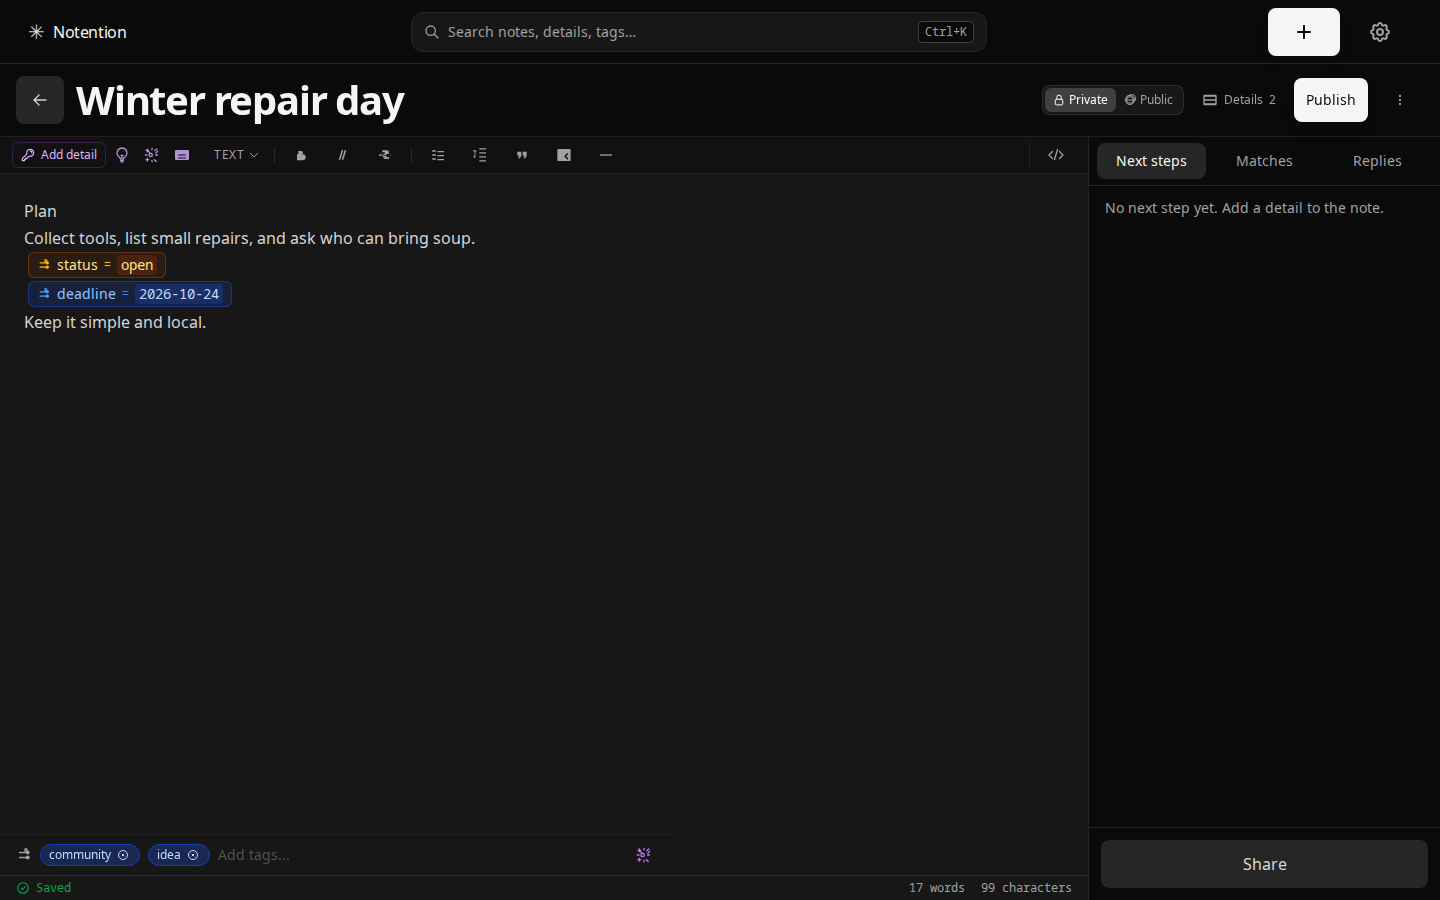 Notention
Search notes, details, tags...
Ctrl+K
Winter repair day
Private
Public
Details 2
Publish
Add detail
TEXT
Next steps
Matches
Replies
Plan
Collect tools, list small repairs, and ask who can bring soup.
status = open
deadline = 2026-10-24
Keep it simple and local.
No next step yet. Add a detail to the note.
community
idea
Add tags...
Share
Saved
17 words 99 characters